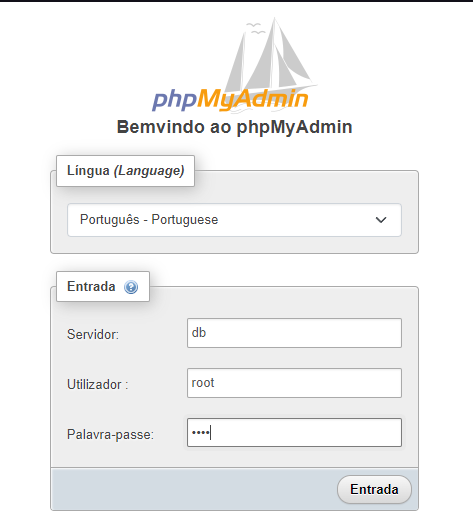 phpMyAdmin
Bemvindo ao phpMyAdmin
Língua (Language)
Português - Portuguese
Entrada
Servidor:
db
Utilizador :
root
Palavra-passe:
••••
Entrada